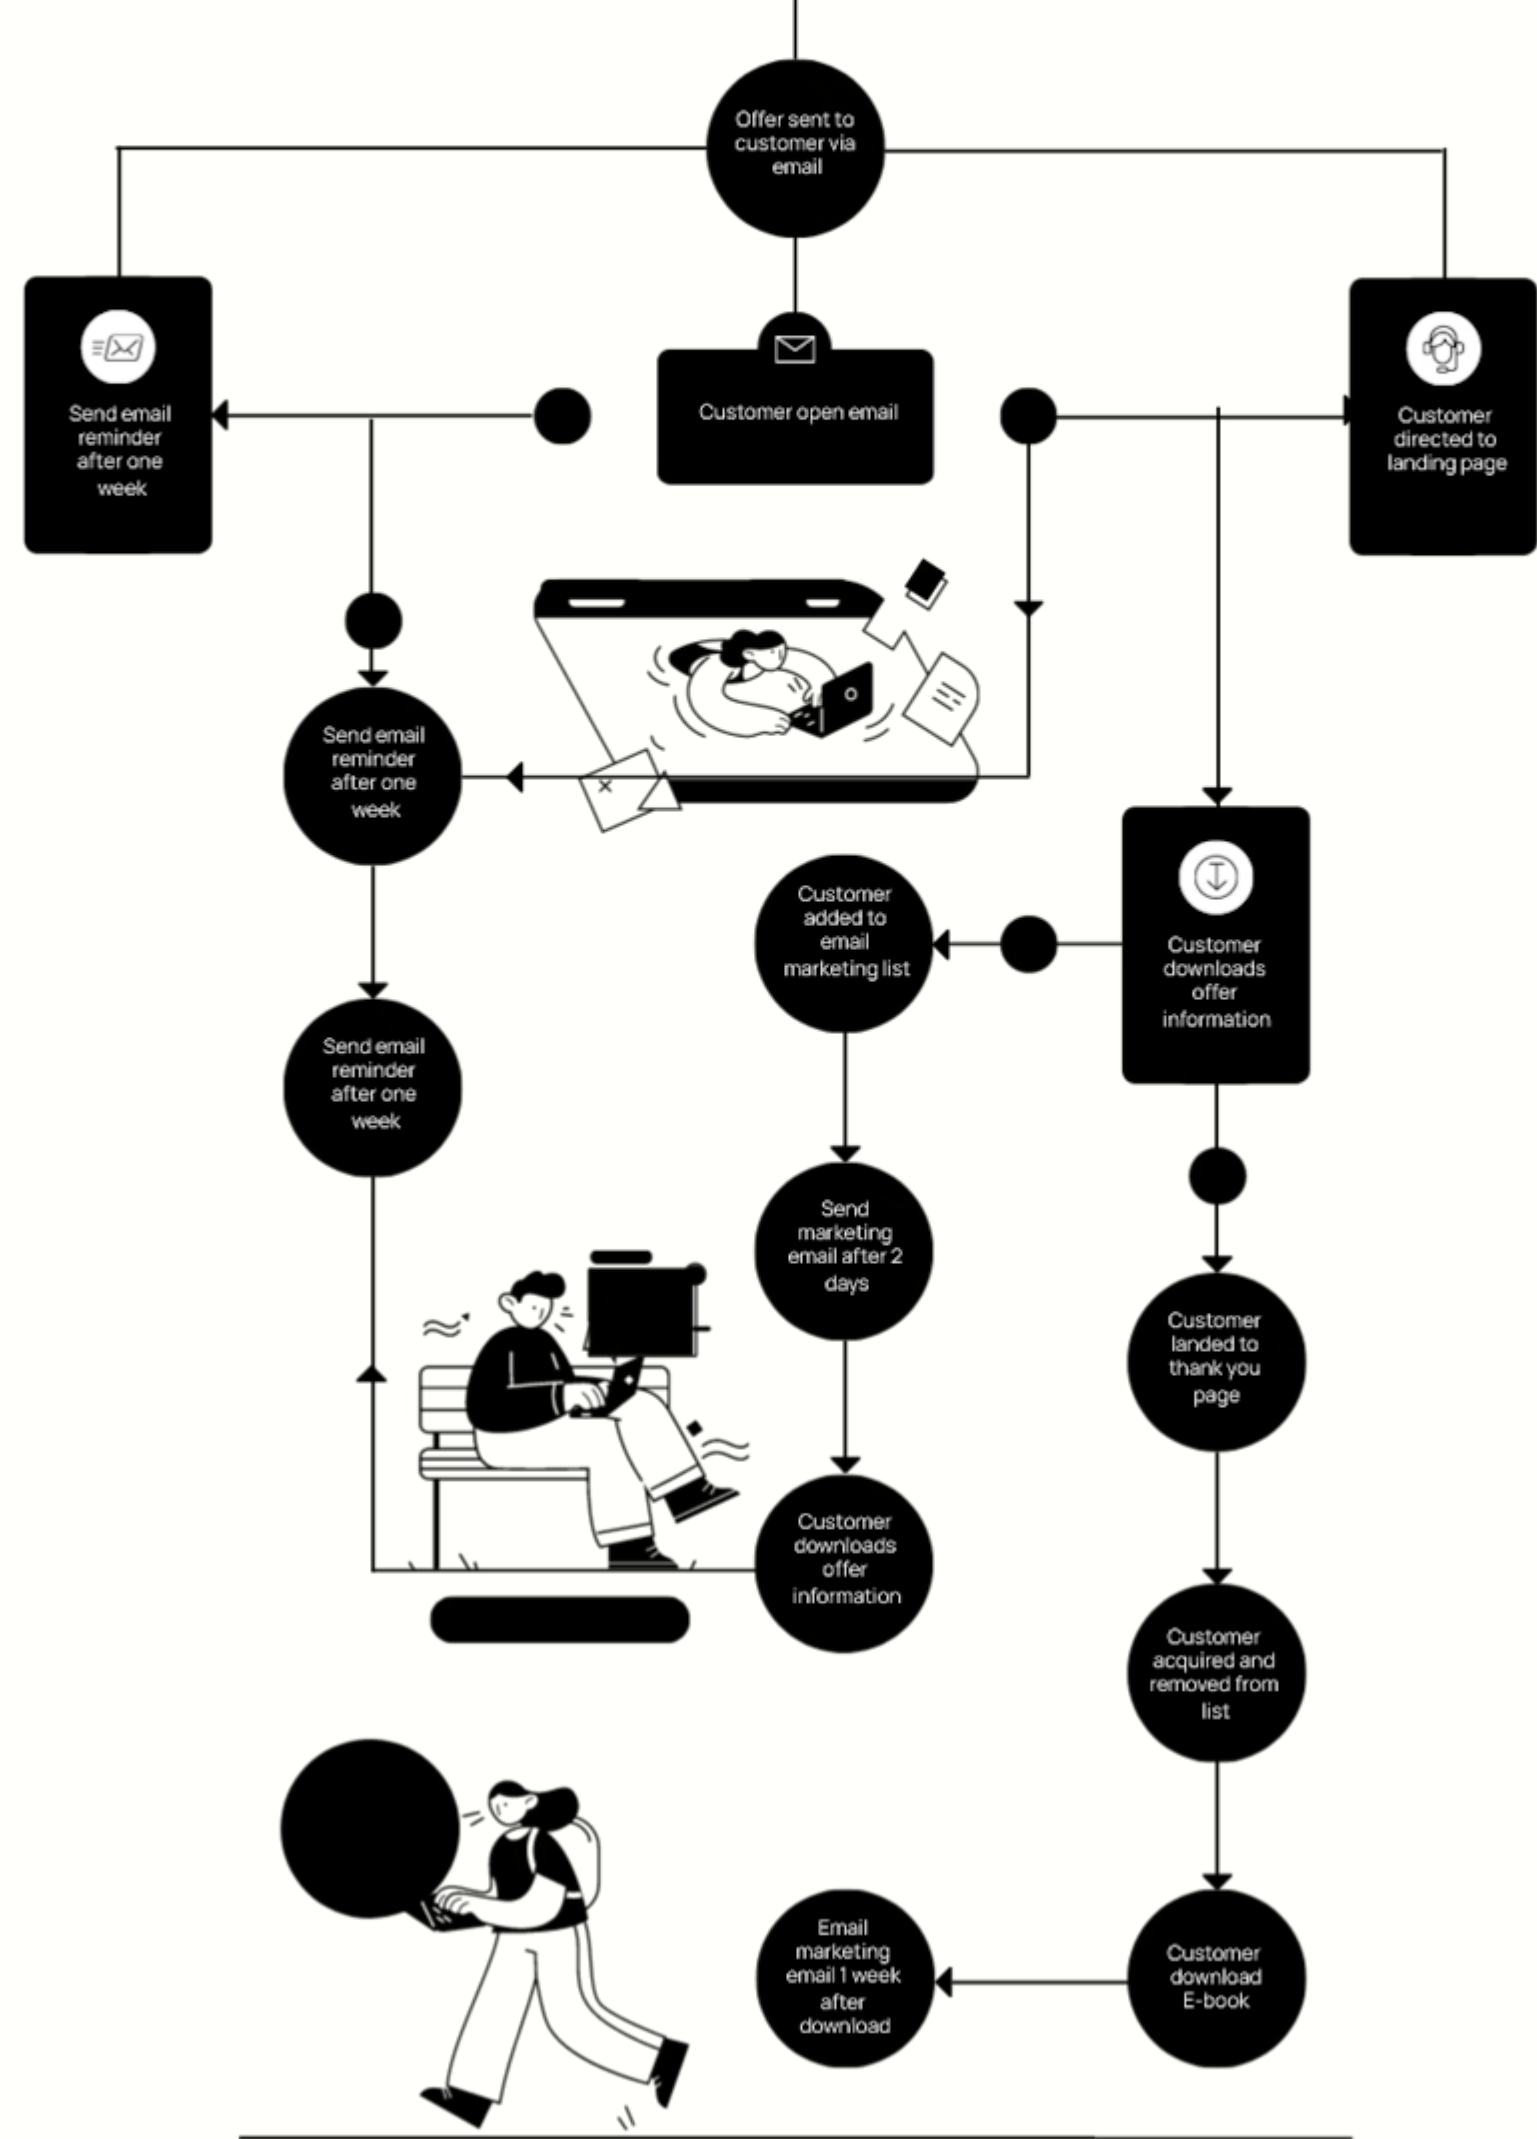 Offer sent to
customer via
email
Send email
reminder
after one
week
Customer open email
Customer
directed to
landing page
Send email
reminder
after one
week
Customer
added to
email
marketing list
Customer
downloads
offer
information
Send email
reminder
after one
week
Send
marketing
email after 2
days
Customer
landed to
thank you
page
Customer
downloads
offer
information
Customer
acquired and
removed from
list
Email
marketing
email 1 week
after
download
Customer
download
E-book